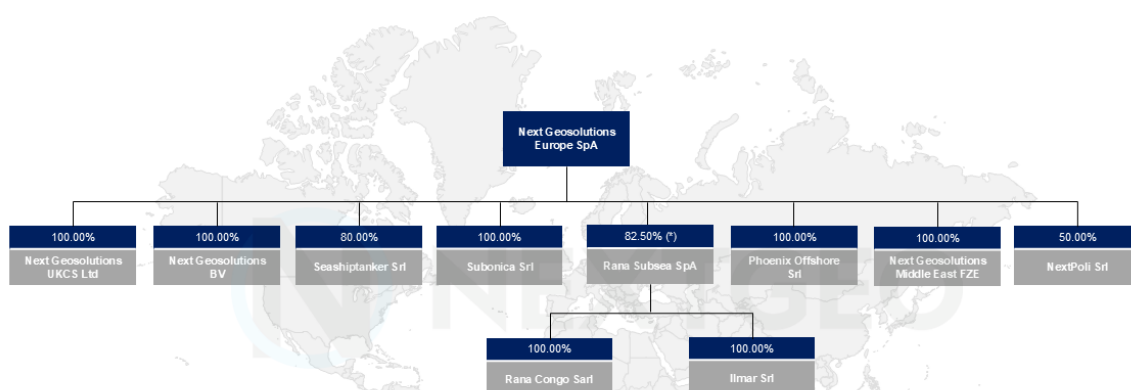 Next Geosolutions
Europe SpA
100.00%
Next Geosolutions
UKCS Ltd
100.00%
Next Geosolutions
BV
80.00%
Seashiptanker Srl
100.00%
Subonica Srl
82.50% (*)
Rana Subsea SpA
100.00%
Phoenix Offshore
Srl
100.00%
Next Geosolutions
Middle East FZE
50.00%
NextPoli Srl
NEXTGEO
100.00%
Rana Congo Sarl
100.00%
Ilmar Srl